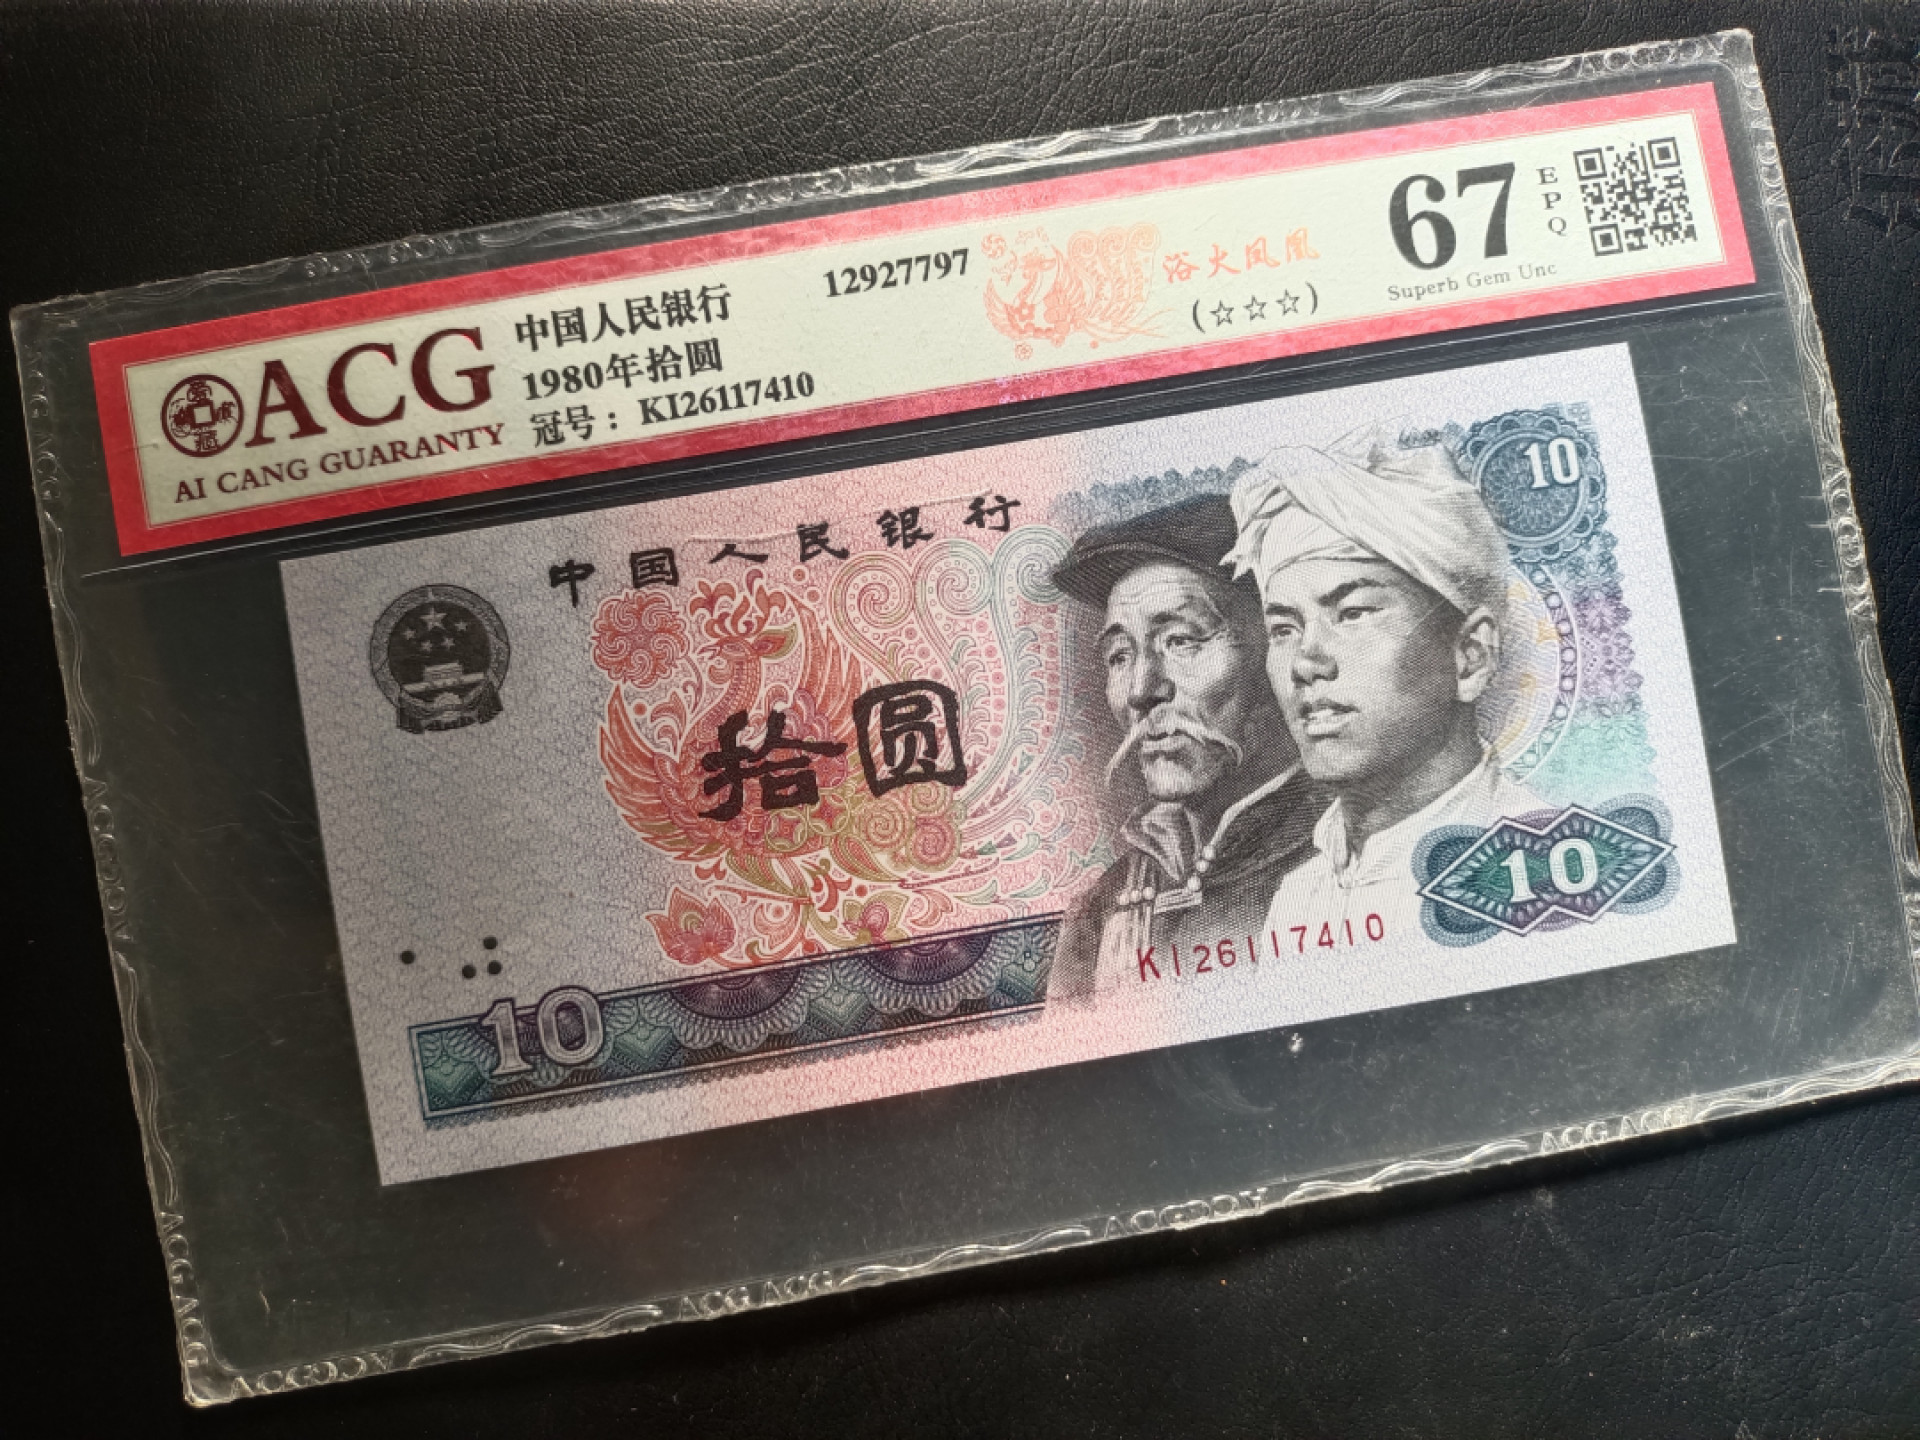 ACG
AI CANG GUARANTY
中国人民银行
1980年拾圆
冠号：KI26117410
12927797
浴火凤凰
(☆☆☆)
67
EPQ
Superb Gem Unc
中国人民银行
10
拾圆
10
KI26117410
10